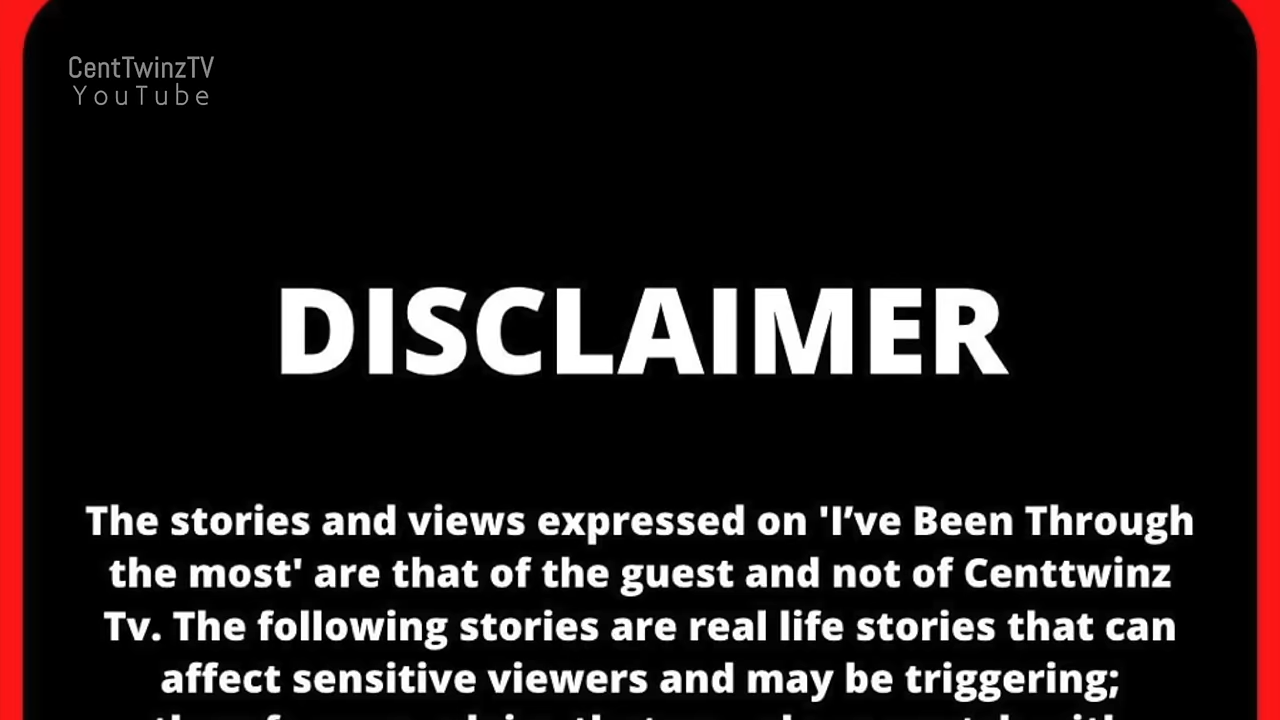 CentTwinzTV
YouTube
DISCLAIMER
The stories and views expressed on 'I’ve Been Through
the most' are that of the guest and not of Centtwinz
Tv. The following stories are real life stories that can
affect sensitive viewers and may be triggering;